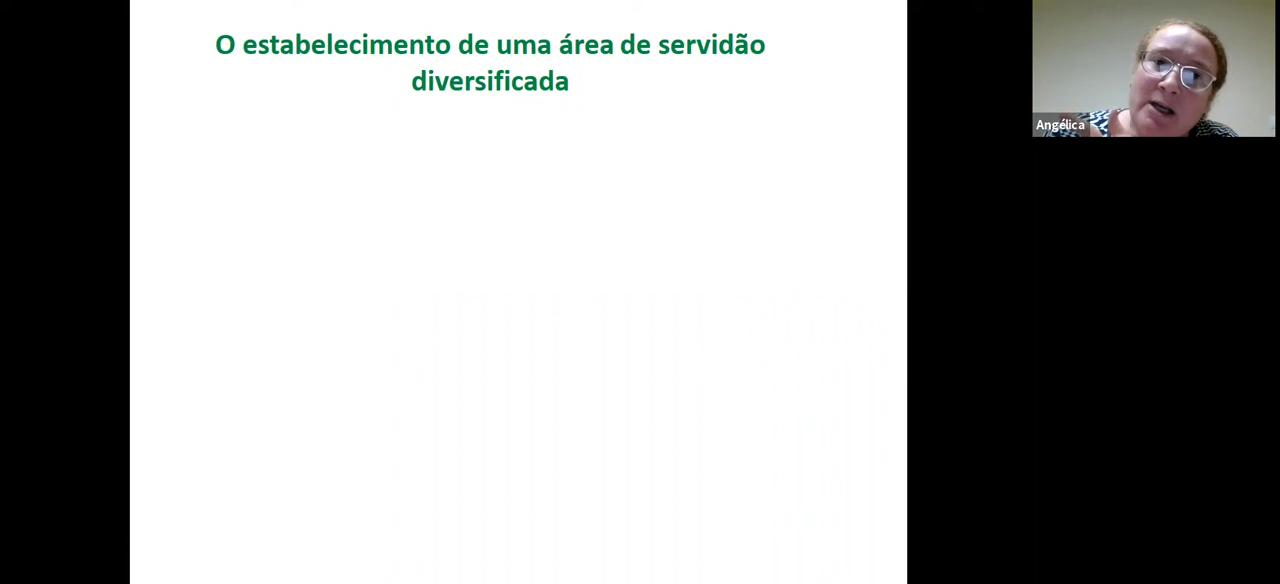 O estabelecimento de uma área de servidão
diversificada
Angélica